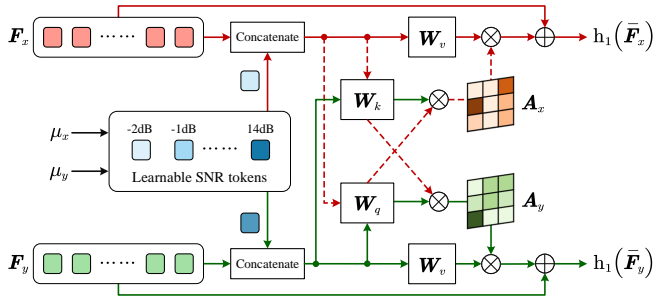 F_x
Concatenate
W_v
h_1(F̄_x)
W_k
A_x
μ_x
-2dB -1dB ······ 14dB
μ_y
Learnable SNR tokens
W_q
A_y
F_y
Concatenate
W_v
h_1(F̄_y)